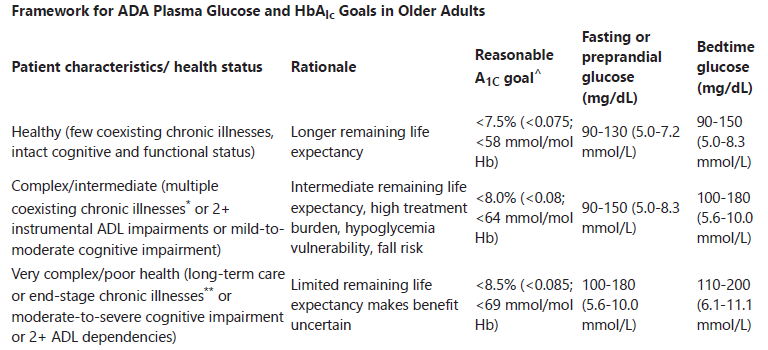 Framework for ADA Plasma Glucose and HbA1c Goals in Older Adults
Patient characteristics/ health status
Rationale
Reasonable
A1C goal^
Fasting or
preprandial
glucose
(mg/dL)
Bedtime
glucose
(mg/dL)
Healthy (few coexisting chronic illnesses,
intact cognitive and functional status)
Longer remaining life
expectancy
<7.5% (<0.075;
<58 mmol/mol
Hb)
90-130 (5.0-7.2
mmol/L)
90-150
(5.0-8.3
mmol/L)
Complex/intermediate (multiple
coexisting chronic illnesses* or 2+
instrumental ADL impairments or mild-to-
moderate cognitive impairment)
Intermediate remaining life
expectancy, high treatment
burden, hypoglycemia
vulnerability, fall risk
<8.0% (<0.08;
<64 mmol/mol
Hb)
90-150 (5.0-8.3
mmol/L)
100-180
(5.6-10.0
mmol/L)
Very complex/poor health (long-term care
or end-stage chronic illnesses** or
moderate-to-severe cognitive impairment
or 2+ ADL dependencies)
Limited remaining life
expectancy makes benefit
uncertain
<8.5% (<0.085;
<69 mmol/mol
Hb)
100-180
(5.6-10.0
mmol/L)
110-200
(6.1-11.1
mmol/L)